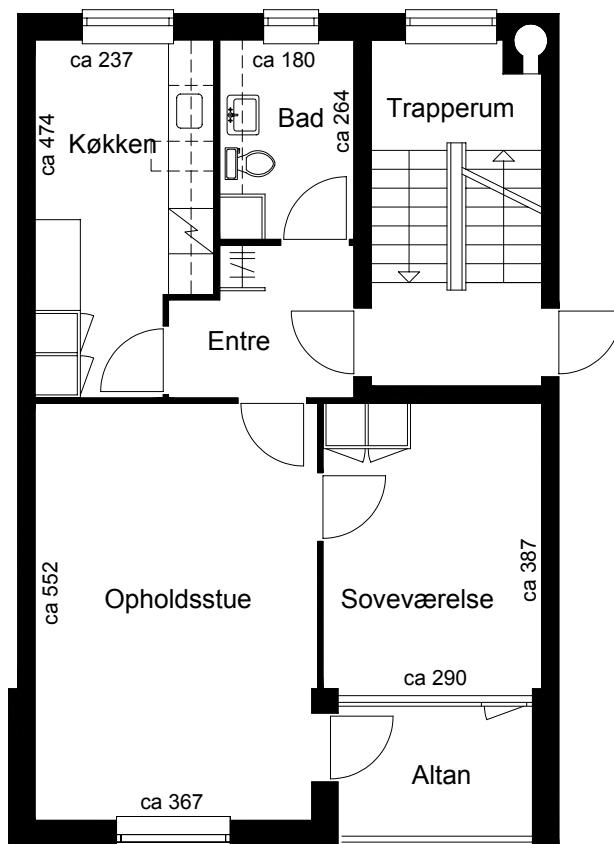 ca 237
ca 180
ca 474
Køkken
Bad
ca 264
Trapperum
Entre
ca 552
Opholdsstue
Soveværelse
ca 387
ca 290
Altan
ca 367